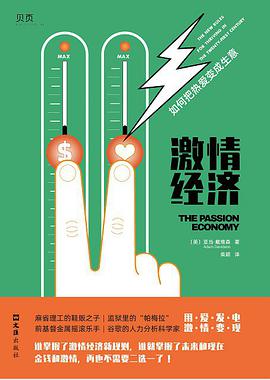 贝页
MAX
MAX
THE NEW RULES
FOR THRIVING IN
THE TWENTY-FIRST CENTURY
如何把热爱变成生意
$
激情
经济
THE PASSION
ECONOMY
(美) 亚当·戴维森 著
Adam Davidson
麻省理工的鞋贩之子 | 监狱里的“帕梅拉”
前基督金属摇滚乐手 | 谷歌的人力分析科学家
用·爱·发·电
激·情·变·现
谁掌握了激情经济新规则，谁就掌握了未来和现在
金钱和激情，再也不需要二选一了！
文汇出版社